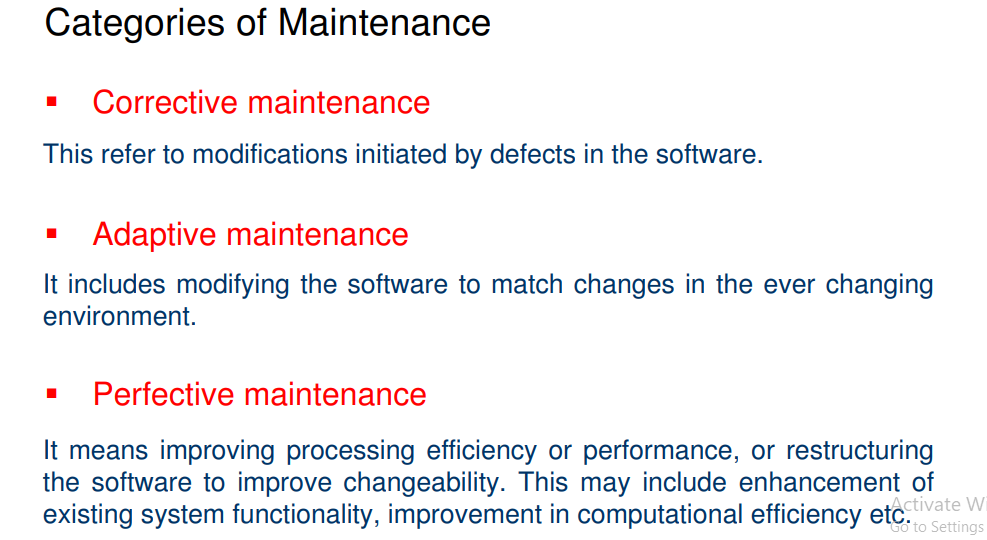 Categories of Maintenance
▪ Corrective maintenance
This refer to modifications initiated by defects in the software.
▪ Adaptive maintenance
It includes modifying the software to match changes in the ever changing
environment.
▪ Perfective maintenance
It means improving processing efficiency or performance, or restructuring
the software to improve changeability. This may include enhancement of
existing system functionality, improvement in computational efficiency etc.
Activate Wi
Go to Settings